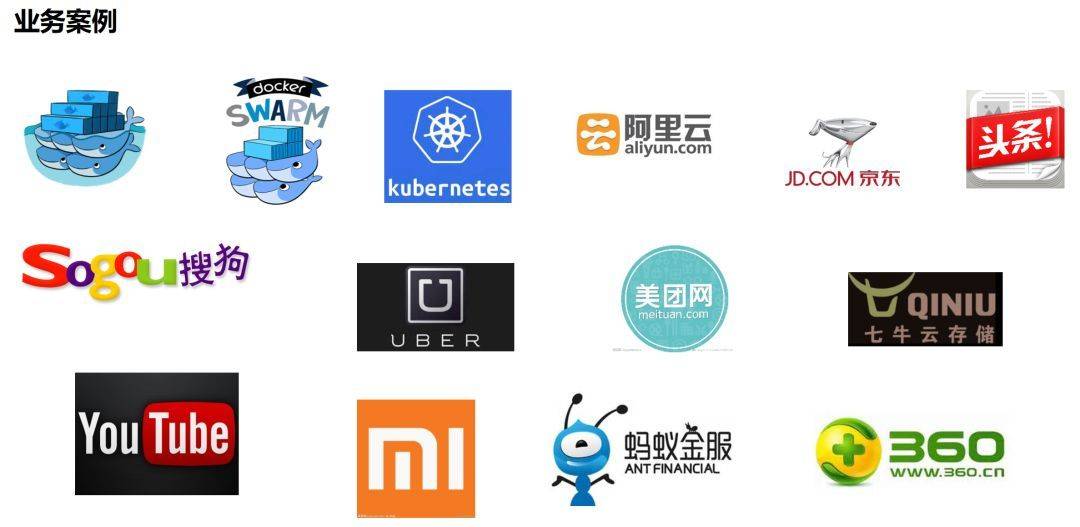 业务案例
docker
SWARM
kubernetes
阿里云
aliyun.com
JD.COM 京东
头条!
Sogou搜狗
UBER
美团网
meituan.com
QINIU
七牛云存储
YouTube
MI
蚂蚁金服
ANT FINANCIAL
360
www.360.cn